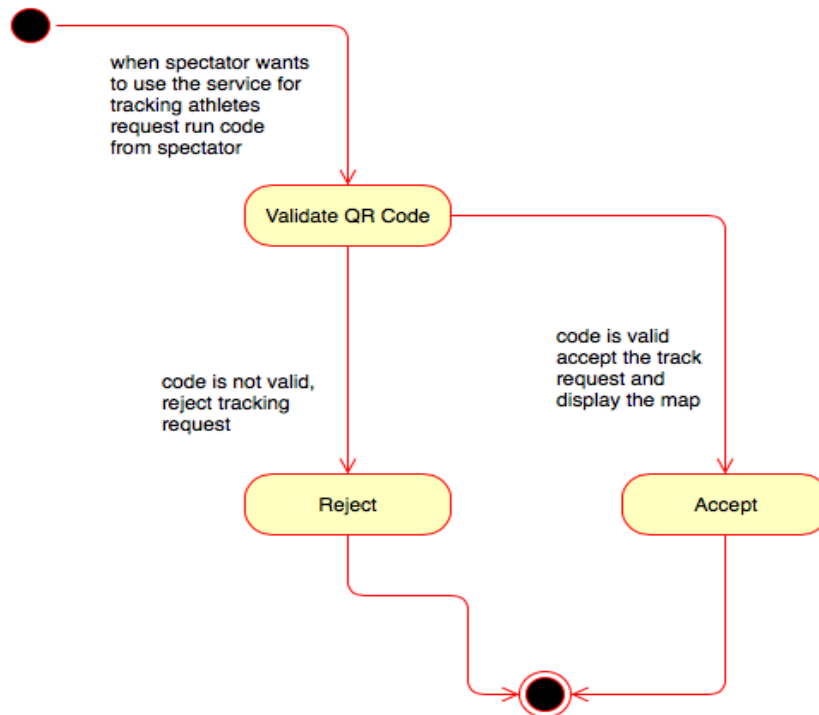 when spectator wants
to use the service for
tracking athletes
request run code
from spectator
Validate QR Code
code is not valid,
reject tracking
request
code is valid
accept the track
request and
display the map
Reject
Accept